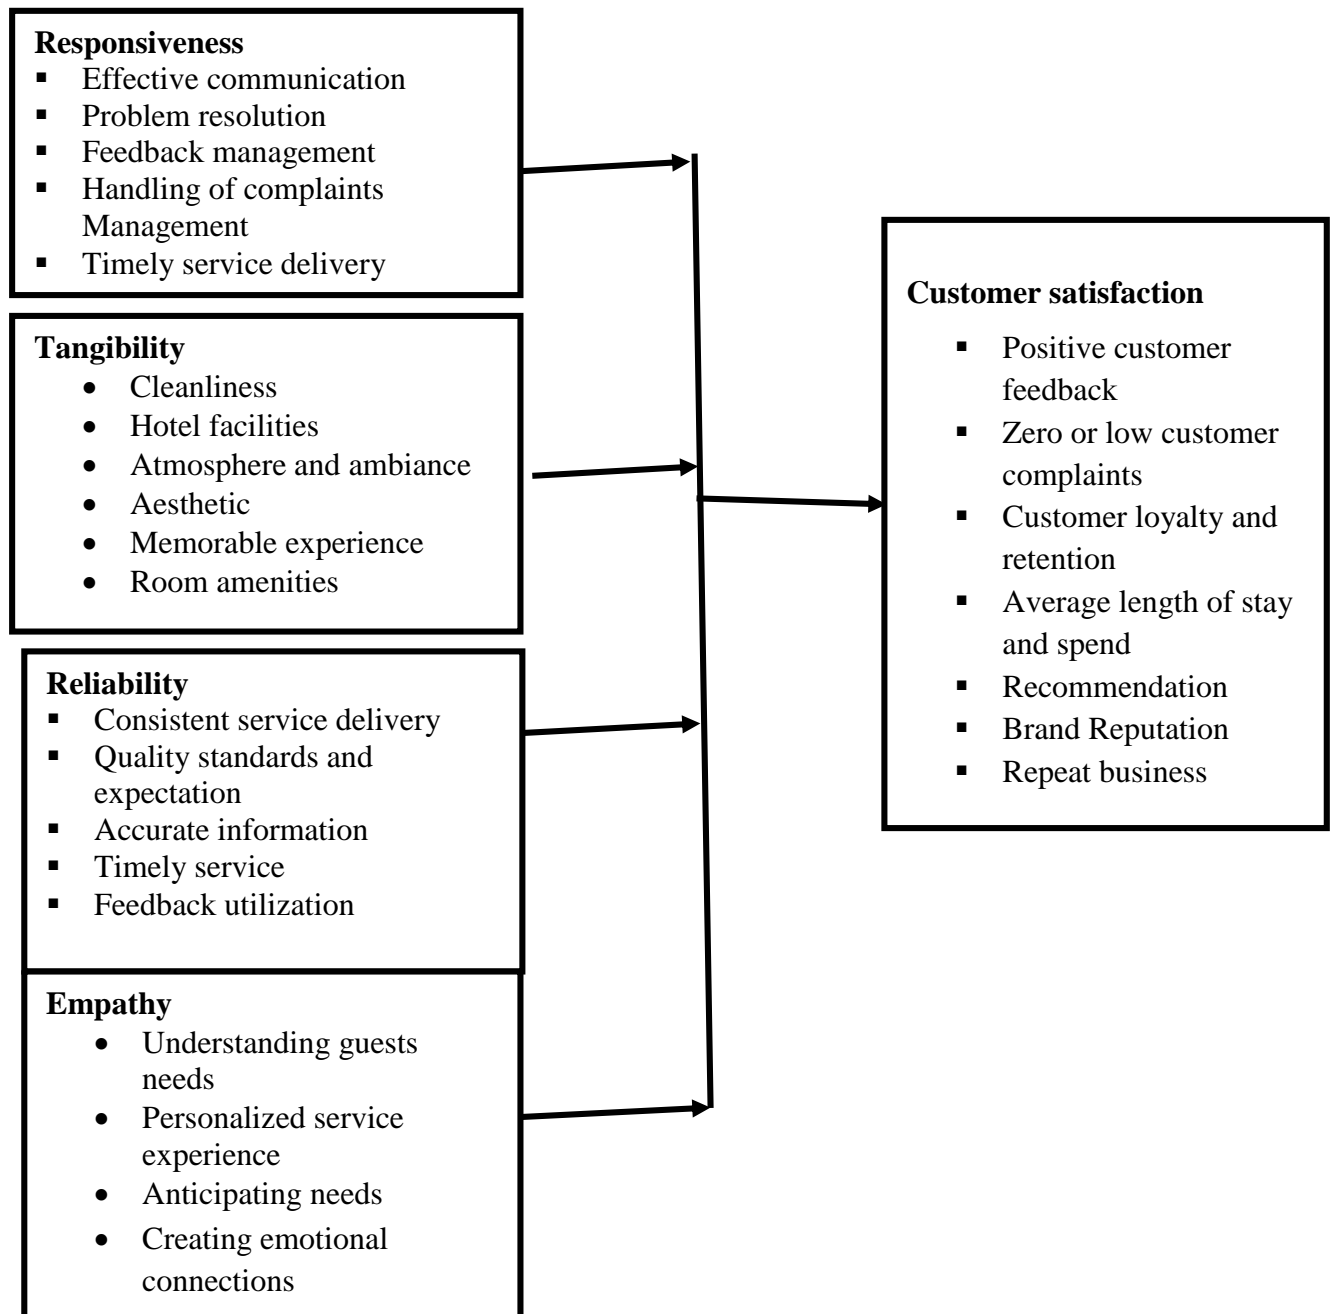 Responsiveness
▪ Effective communication
▪ Problem resolution
▪ Feedback management
▪ Handling of complaints
Management
▪ Timely service delivery
Tangibility
• Cleanliness
• Hotel facilities
• Atmosphere and ambiance
• Aesthetic
• Memorable experience
• Room amenities
Reliability
▪ Consistent service delivery
▪ Quality standards and
expectation
▪ Accurate information
▪ Timely service
▪ Feedback utilization
Empathy
• Understanding guests
needs
• Personalized service
experience
• Anticipating needs
• Creating emotional
connections
Customer satisfaction
▪ Positive customer
feedback
▪ Zero or low customer
complaints
▪ Customer loyalty and
retention
▪ Average length of stay
and spend
▪ Recommendation
▪ Brand Reputation
▪ Repeat business